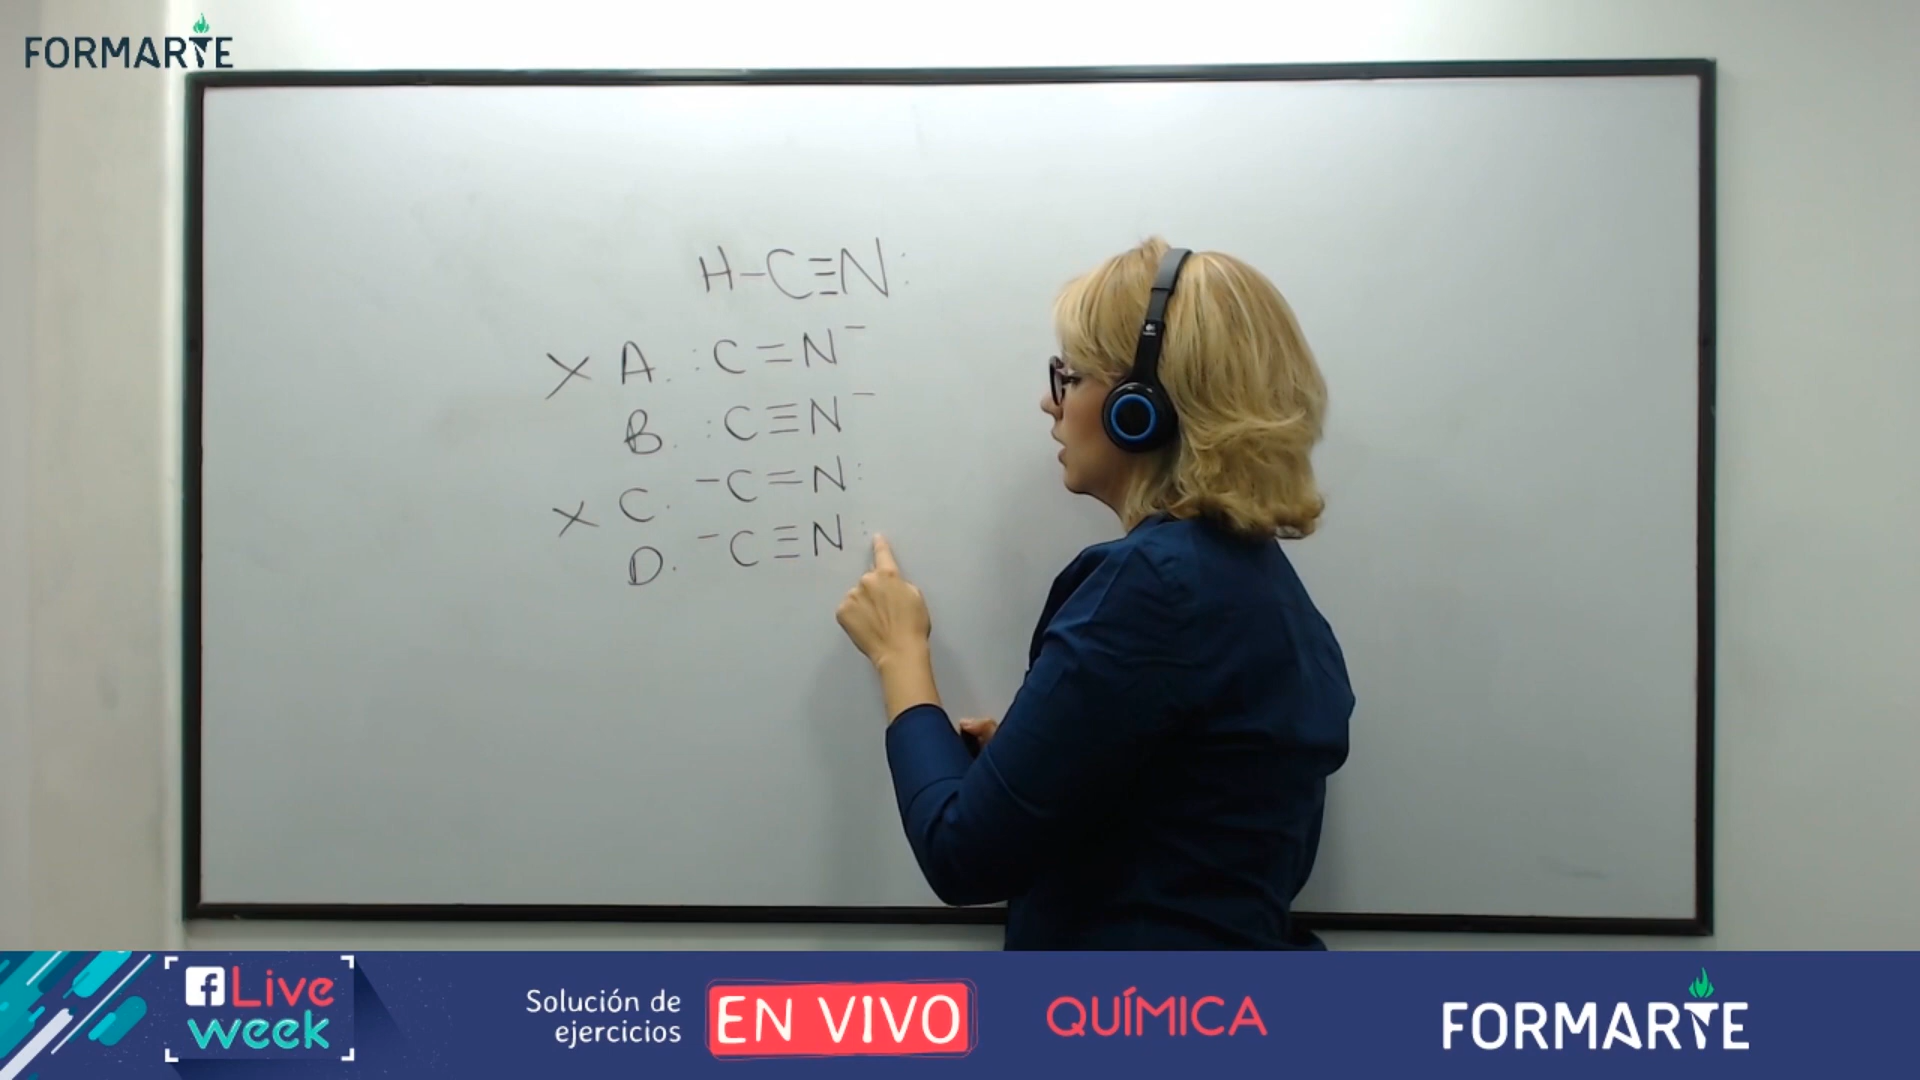 FORMARTE
H-C≡N:
X A. :C=N⁻
B. :C≡N⁻
X C. ⁻C=N:
D. ⁻C≡N:
Live
week
Solución de
ejercicios
EN VIVO
QUÍMICA
FORMARTE